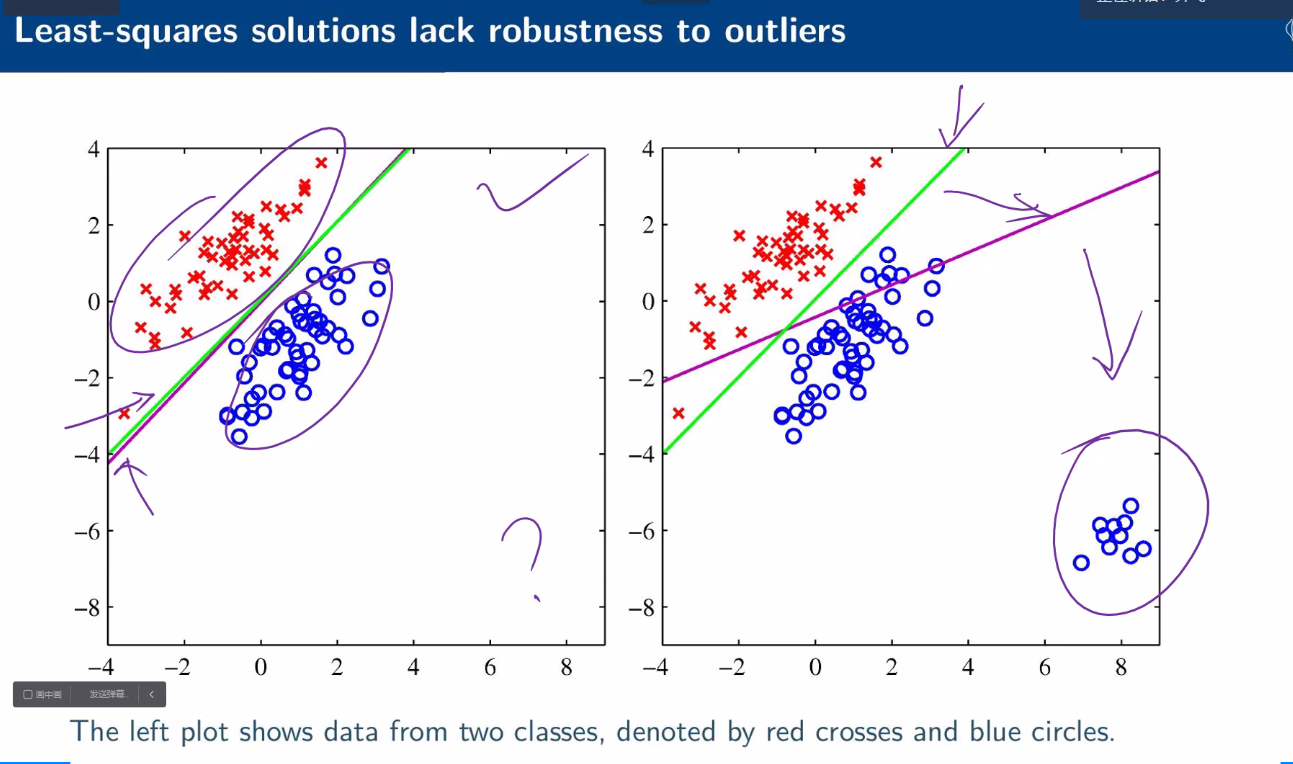 Least-squares solutions lack robustness to outliers
4
2
0
−2
−4
−6
−8
−4 −2 0 2 4 6 8
4
2
0
−2
−4
−6
−8
−4 −2 0 2 4 6 8
画中画 发送弹幕..
The left plot shows data from two classes, denoted by red crosses and blue circles.